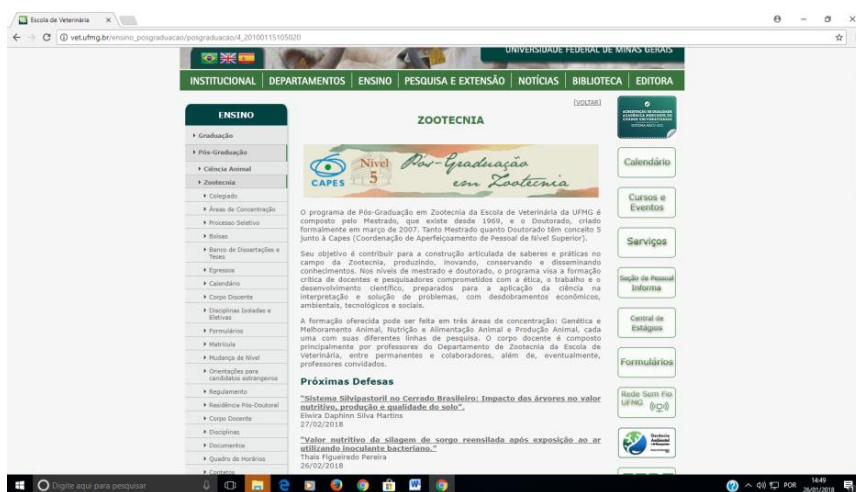 Escola de Veterinária
vet.ufmg.br/ensino_posgraduacao/posgraduacao/4_20100115105020
UNIVERSIDADE FEDERAL DE MINAS GERAIS
INSTITUCIONAL DEPARTAMENTOS ENSINO PESQUISA E EXTENSÃO NOTÍCIAS BIBLIOTECA EDITORA
ENSINO
Graduação
Pós-Graduação
Ciência Animal
Zootecnia
Colegiado
Áreas de Concentração
Processo Seletivo
Bolsas
Banco de Dissertações e
Teses
Egressos
Calendário
Corpo Discente
Disciplinas Isoladas e
Eletivas
Formulários
Matrícula
Mudança de Nível
Orientações para
candidatos estrangeiros
Regulamento
Residência Pós-Doutoral
Corpo Docente
Disciplinas
Documentos
Quadro de Horários
Contatos
[VOLTAR]
ZOOTECNIA
CAPES
Nível
5
Pós-Graduação
em Zootecnia
O programa de Pós-Graduação em Zootecnia da Escola de Veterinária da UFMG é
composto pelo Mestrado, que existe desde 1969, e o Doutorado, criado
formalmente em março de 2007. Tanto Mestrado quanto Doutorado têm conceito 5
junto à Capes (Coordenação de Aperfeiçoamento de Pessoal de Nível Superior).
Seu objetivo é contribuir para a construção articulada de saberes e práticas no
campo da Zootecnia, produzindo, inovando, conservando e disseminando
conhecimentos. Nos níveis de mestrado e doutorado, o programa visa a formação
crítica de docentes e pesquisadores comprometidos com a ética, o trabalho e o
desenvolvimento científico, preparados para a aplicação da ciência na
interpretação e solução de problemas, com desdobramentos econômicos,
ambientais, tecnológicos e sociais.
A formação oferecida pode ser feita em três áreas de concentração: Genética e
Melhoramento Animal, Nutrição e Alimentação Animal e Produção Animal, cada
uma com suas diferentes linhas de pesquisa. O corpo docente é composto
principalmente por professores do Departamento de Zootecnia da Escola de
Veterinária, entre permanentes e colaboradores, além de, eventualmente,
professores convidados.
Próximas Defesas
"Sistema Silvipastoril no Cerrado Brasileiro: Impacto das árvores no valor
nutritivo, produção e qualidade do solo".
Elwira Daphinn Silva Martins
27/02/2018
"Valor nutritivo da silagem de sorgo reensilada após exposição ao ar
utilizando inoculante bacteriano."
Thais Figueiredo Pereira
26/02/2018
Calendário
Cursos e
Eventos
Serviços
Seção de Pessoal
Informa
Central de
Estágios
Formulários
Rede Sem Fio
UFMG
Digite aqui para pesquisar
POR
14:49
26/01/2018